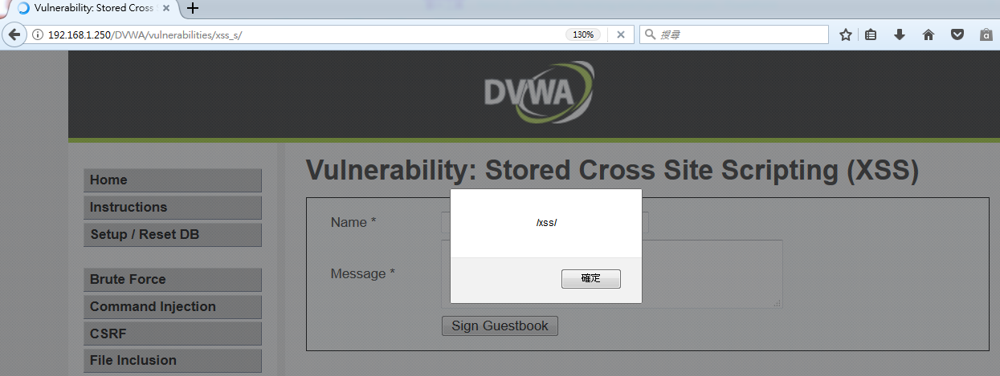 Vulnerability: Stored Cross
192.168.1.250/DVWA/vulnerabilities/xss_s/
130%
搜尋
DVWA
Home
Instructions
Setup / Reset DB
Brute Force
Command Injection
CSRF
File Inclusion
Vulnerability: Stored Cross Site Scripting (XSS)
Name *
Message *
Sign Guestbook
/xss/
確定